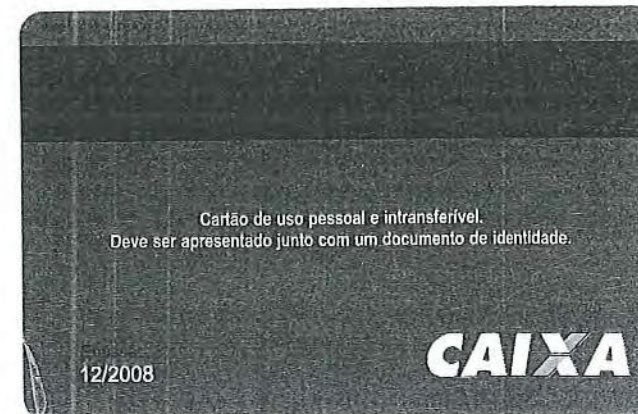 Cartão de uso pessoal e intransferível.
Deve ser apresentado junto com um documento de identidade.
12/2008
CAIXA